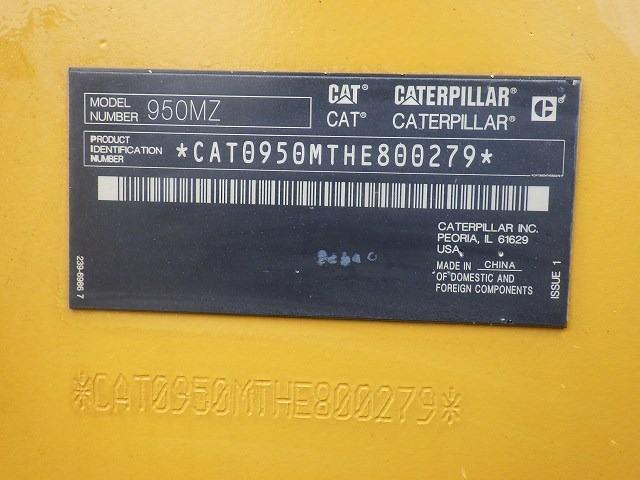 CAT® CATERPILLAR®
CAT® CATERPILLAR®
MODEL NUMBER 950MZ
PRODUCT IDENTIFICATION NUMBER *CAT0950MTHE800279*
CATERPILLAR INC.
PEORIA, IL 61629
USA
MADE IN CHINA
OF DOMESTIC AND
FOREIGN COMPONENTS
ISSUE 1
239-6986 7
*CAT0950MTHE800279*